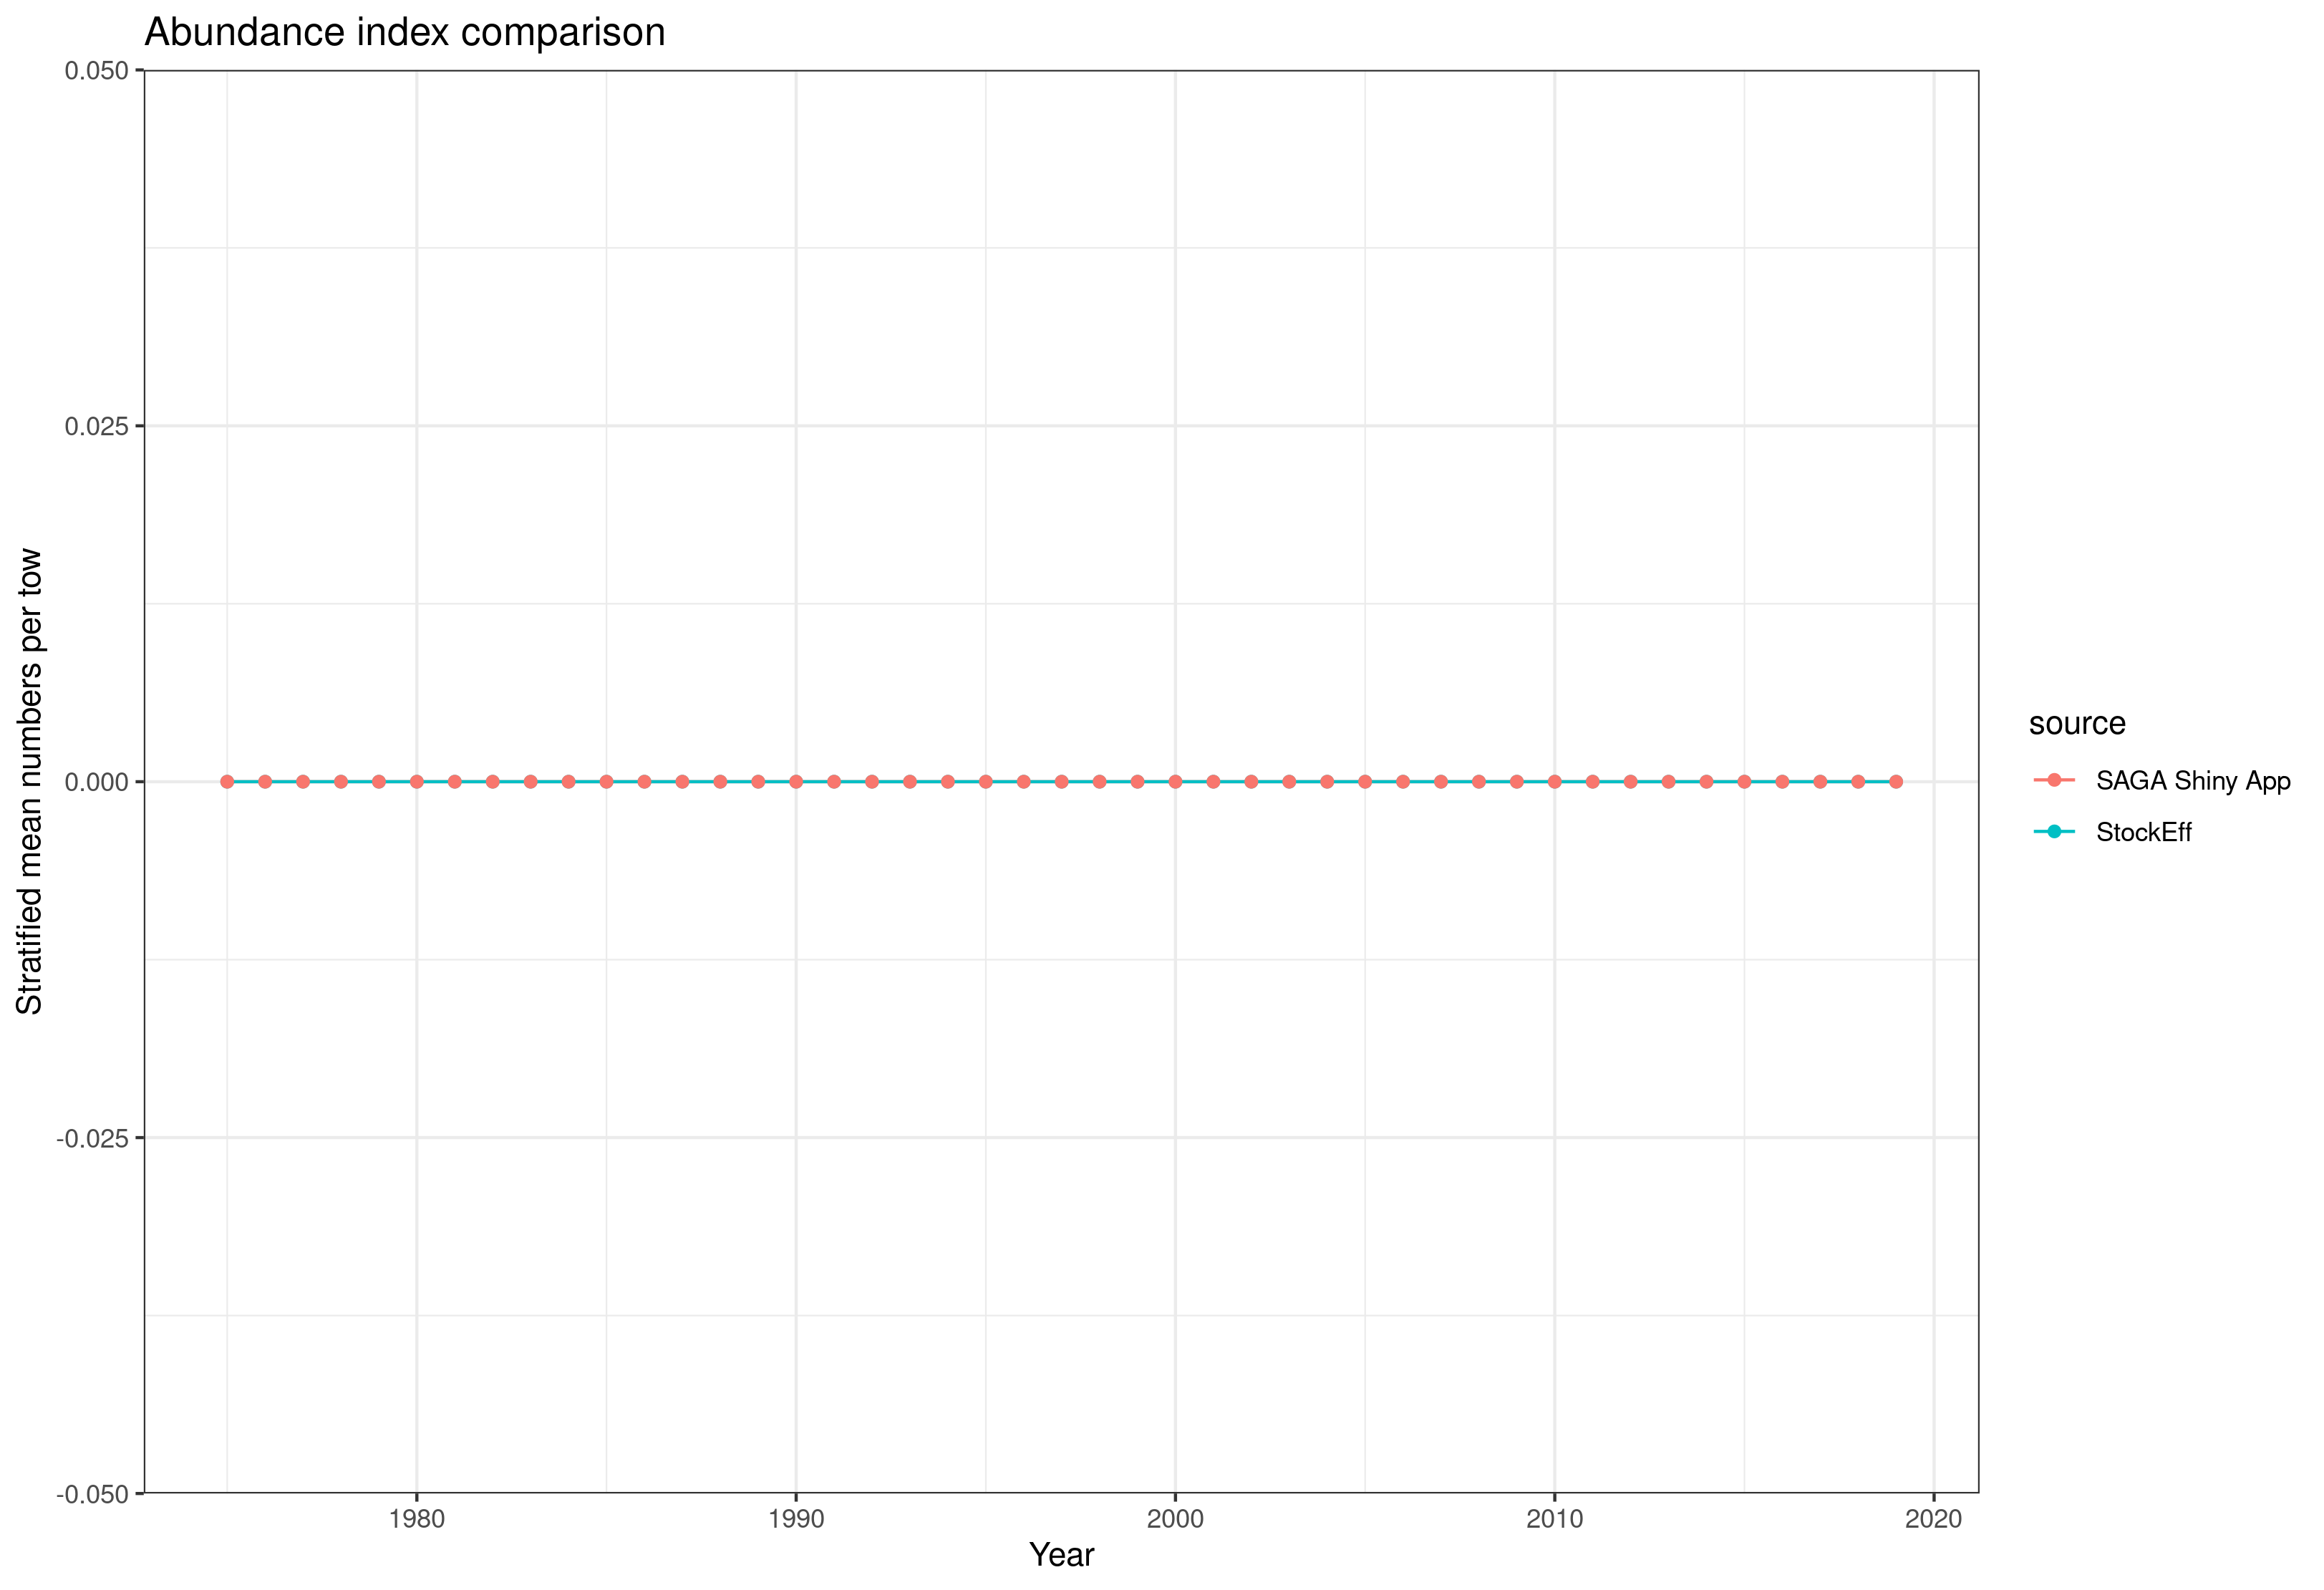 Abundance index comparison
0.050
0.025
0.000
-0.025
-0.050
Stratified mean numbers per tow
1980 1990 2000 2010 2020
Year
source
SAGA Shiny App
StockEff